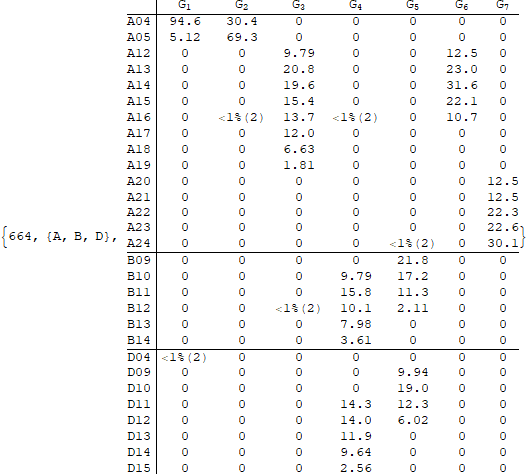 G1 G2 G3 G4 G5 G6 G7
A04 94.6 30.4 0 0 0 0 0
A05 5.12 69.3 0 0 0 0 0
A12 0 0 9.79 0 0 12.5 0
A13 0 0 20.8 0 0 23.0 0
A14 0 0 19.6 0 0 31.6 0
A15 0 0 15.4 0 0 22.1 0
A16 0 <1%(2) 13.7 <1%(2) 0 10.7 0
A17 0 0 12.0 0 0 0 0
A18 0 0 6.63 0 0 0 0
A19 0 0 1.81 0 0 0 0
A20 0 0 0 0 0 0 12.5
A21 0 0 0 0 0 0 12.5
A22 0 0 0 0 0 0 22.3
A23 0 0 0 0 0 0 22.6
{664, {A, B, D}, A24 0 0 0 0 <1%(2) 0 30.1}
B09 0 0 0 0 21.8 0 0
B10 0 0 0 9.79 17.2 0 0
B11 0 0 0 15.8 11.3 0 0
B12 0 0 <1%(2) 10.1 2.11 0 0
B13 0 0 0 7.98 0 0 0
B14 0 0 0 3.61 0 0 0
D04 <1%(2) 0 0 0 0 0 0
D09 0 0 0 0 9.94 0 0
D10 0 0 0 0 19.0 0 0
D11 0 0 0 14.3 12.3 0 0
D12 0 0 0 14.0 6.02 0 0
D13 0 0 0 11.9 0 0 0
D14 0 0 0 9.64 0 0 0
D15 0 0 0 2.56 0 0 0